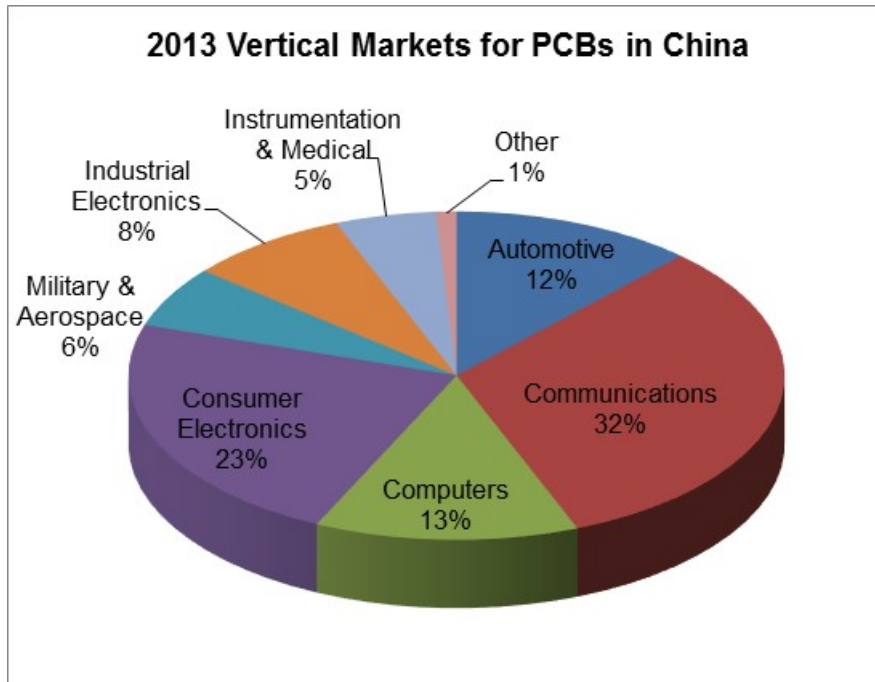 2013 Vertical Markets for PCBs in China
Instrumentation
& Medical
5%
Other
1%
Industrial
Electronics
8%
Automotive
12%
Military &
Aerospace
6%
Communications
32%
Consumer
Electronics
23%
Computers
13%